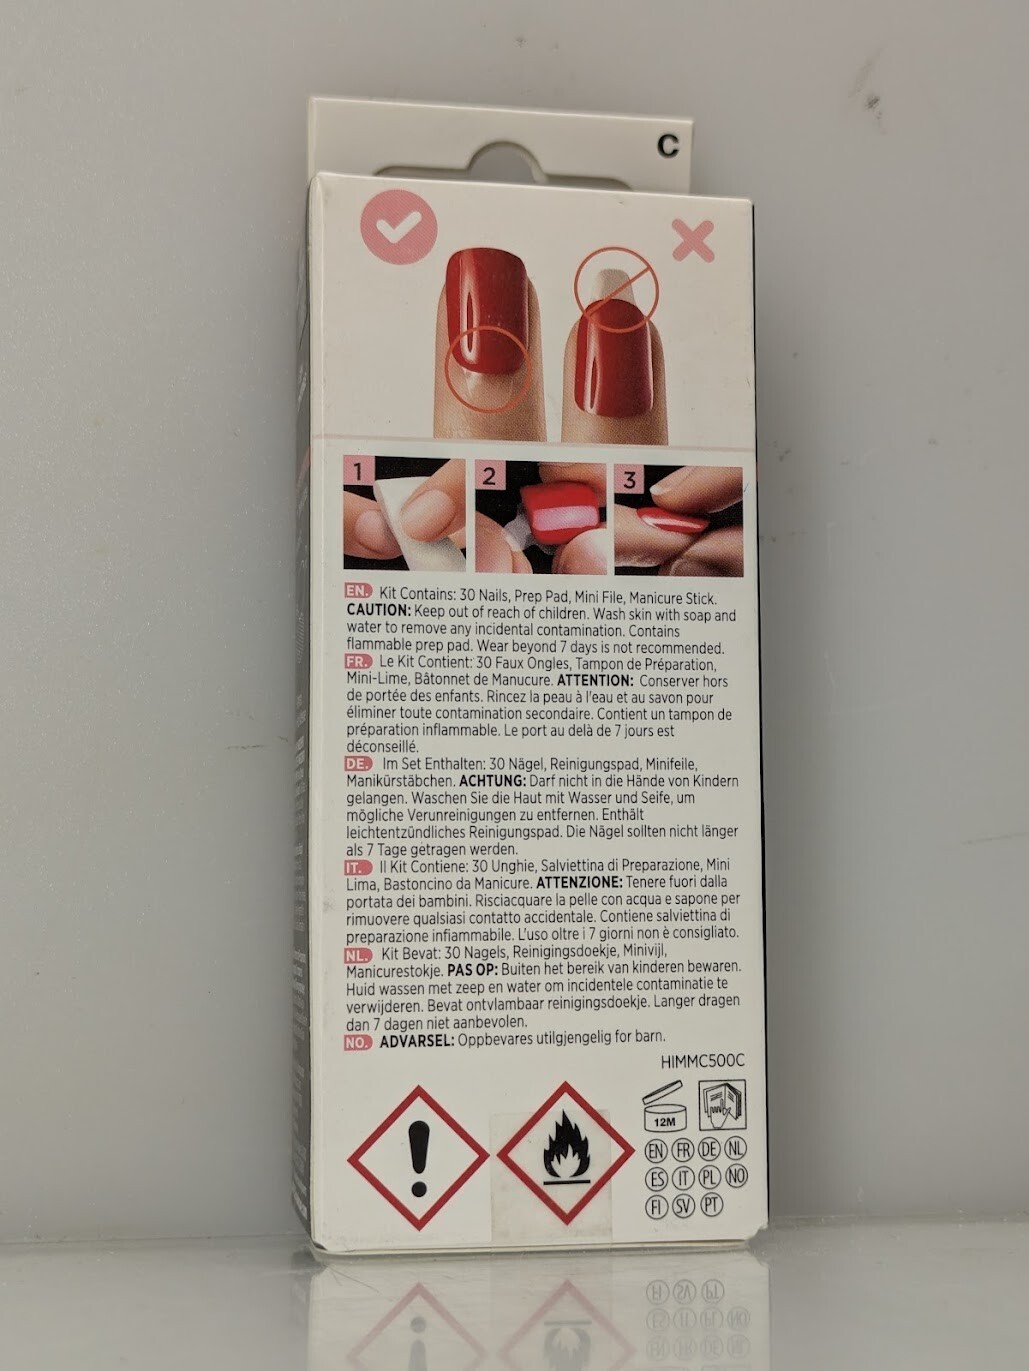 C
1
2
3
EN. Kit Contains: 30 Nails, Prep Pad, Mini File, Manicure Stick.
CAUTION: Keep out of reach of children. Wash skin with soap and
water to remove any incidental contamination. Contains
flammable prep pad. Wear beyond 7 days is not recommended.
FR. Le Kit Contient: 30 Faux Ongles, Tampon de Préparation,
Mini-Lime, Bâtonnet de Manucure. ATTENTION: Conserver hors
de portée des enfants. Rincez la peau à l'eau et au savon pour
éliminer toute contamination secondaire. Contient un tampon de
préparation inflammable. Le port au delà de 7 jours est
déconseillé.
DE. Im Set Enthalten: 30 Nägel, Reinigungspad, Minifeile,
Manikürstäbchen. ACHTUNG: Darf nicht in die Hände von Kindern
gelangen. Waschen Sie die Haut mit Wasser und Seife, um
mögliche Verunreinigungen zu entfernen. Enthält
leichtentzündliches Reinigungspad. Die Nägel sollten nicht länger
als 7 Tage getragen werden.
IT. Il Kit Contiene: 30 Unghie, Salviettina di Preparazione, Mini
Lima, Bastoncino da Manicure. ATTENZIONE: Tenere fuori dalla
portata dei bambini. Risciacquare la pelle con acqua e sapone per
rimuovere qualsiasi contatto accidentale. Contiene salviettina di
preparazione infiammabile. L'uso oltre i 7 giorni non è consigliato.
NL. Kit Bevat: 30 Nagels, Reinigingsdoekje, Minivijl,
Manicurestokje. PAS OP: Buiten het bereik van kinderen bewaren.
Huid wassen met zeep en water om incidentele contaminatie te
verwijderen. Bevat ontvlambaar reinigingsdoekje. Langer dragen
dan 7 dagen niet aanbevolen.
NO. ADVARSEL: Oppbevares utilgjengelig for barn.
HIMMC500C
12M
EN FR DE NL
ES IT PL NO
FI SV PT